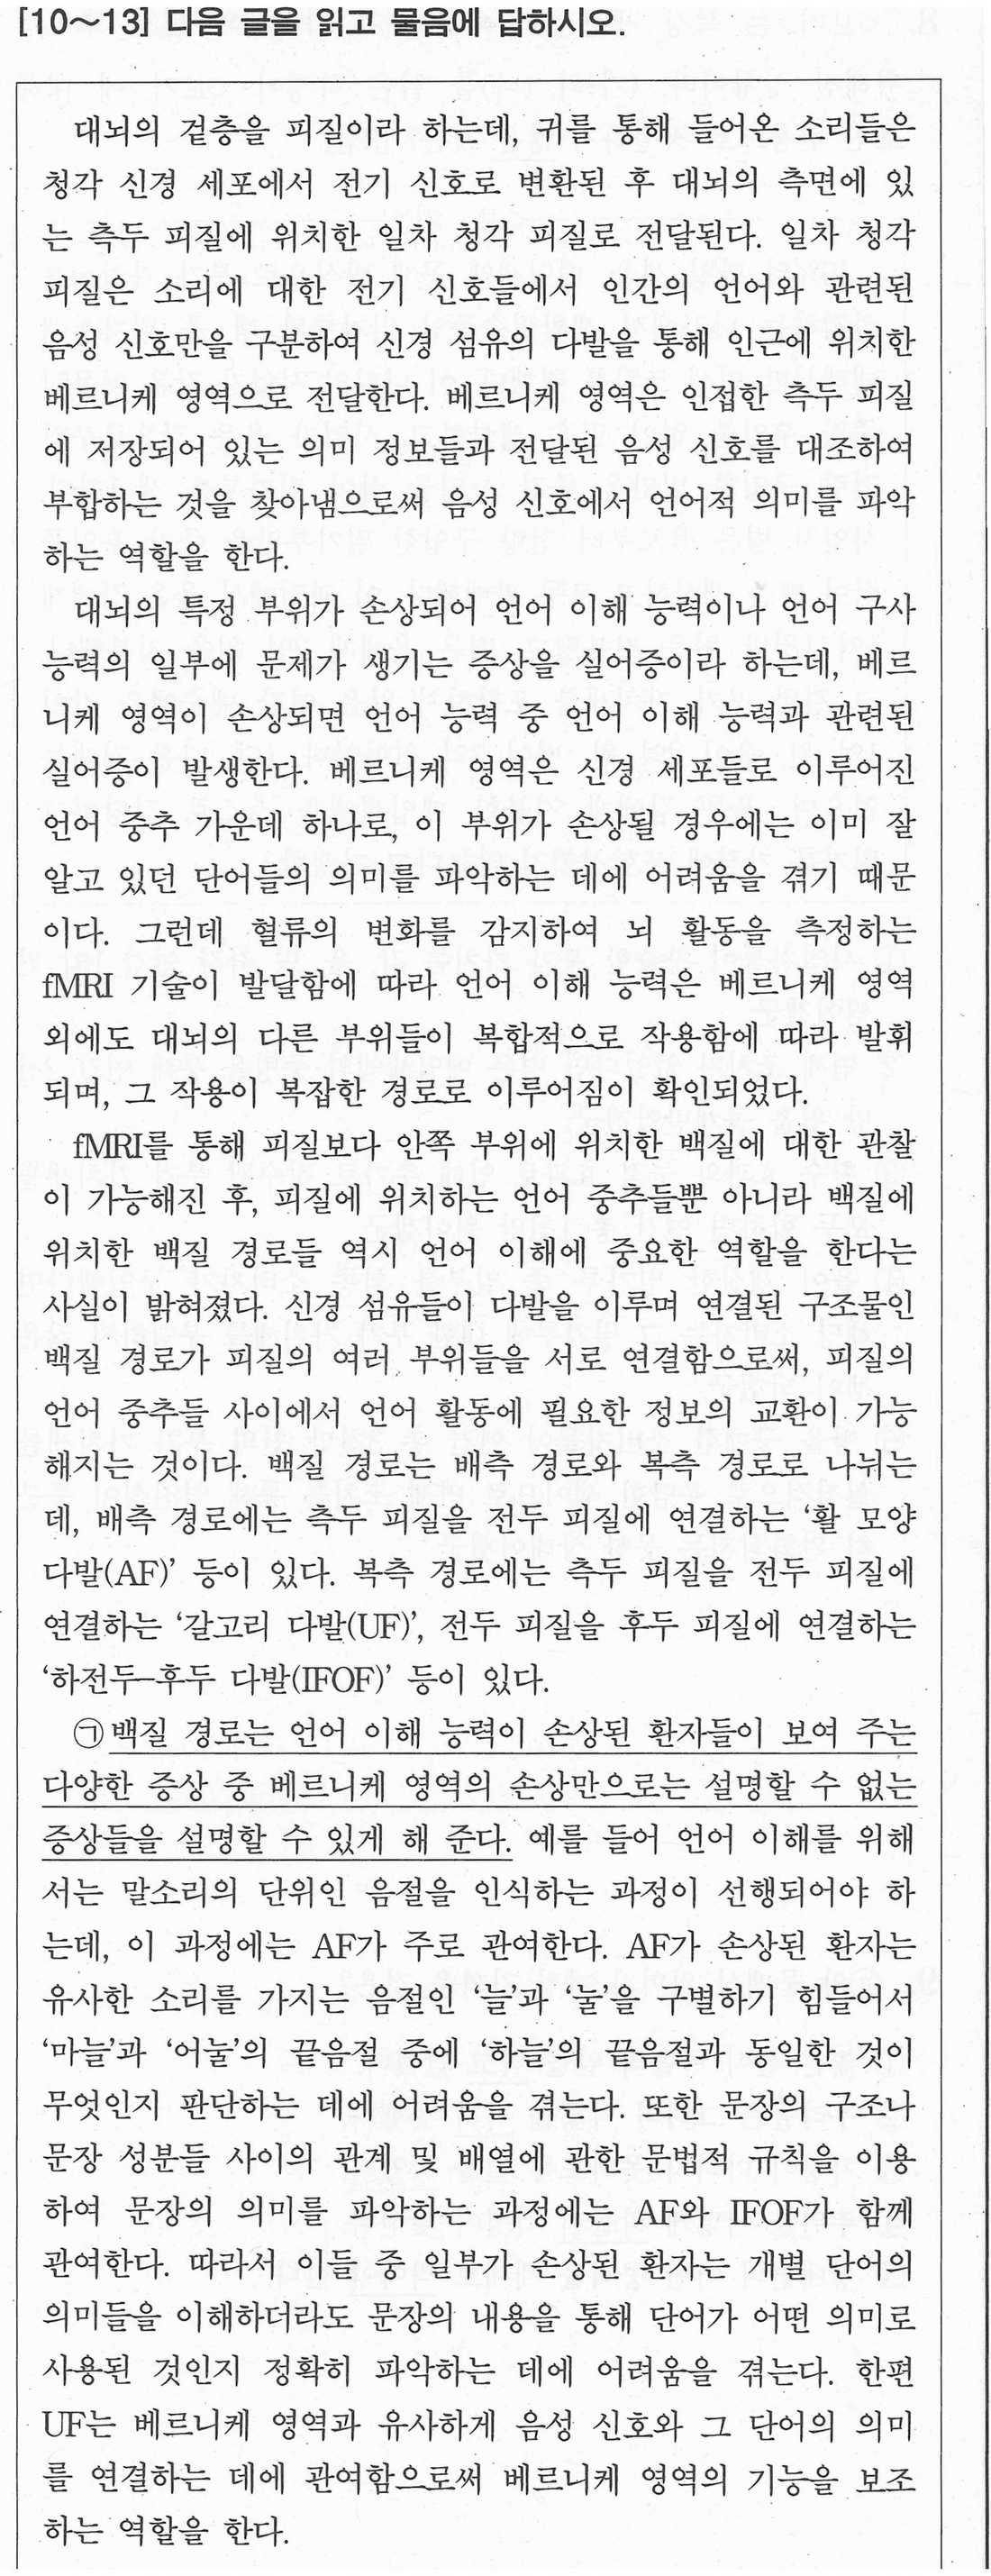 [10～13] 다음 글을 읽고 물음에 답하시오.
대뇌의 겉층을 피질이라 하는데, 귀를 통해 들어온 소리들은
청각 신경 세포에서 전기 신호로 변환된 후 대뇌의 측면에 있
는 측두 피질에 위치한 일차 청각 피질로 전달된다. 일차 청각
피질은 소리에 대한 전기 신호들에서 인간의 언어와 관련된
음성 신호만을 구분하여 신경 섬유의 다발을 통해 인근에 위치한
베르니케 영역으로 전달한다. 베르니케 영역은 인접한 측두 피질
에 저장되어 있는 의미 정보들과 전달된 음성 신호를 대조하여
부합하는 것을 찾아냄으로써 음성 신호에서 언어적 의미를 파악
하는 역할을 한다.
대뇌의 특정 부위가 손상되어 언어 이해 능력이나 언어 구사
능력의 일부에 문제가 생기는 증상을 실어증이라 하는데, 베르
니케 영역이 손상되면 언어 능력 중 언어 이해 능력과 관련된
실어증이 발생한다. 베르니케 영역은 신경 세포들로 이루어진
언어 중추 가운데 하나로, 이 부위가 손상될 경우에는 이미 잘
알고 있던 단어들의 의미를 파악하는 데에 어려움을 겪기 때문
이다. 그런데 혈류의 변화를 감지하여 뇌 활동을 측정하는
fMRI 기술이 발달함에 따라 언어 이해 능력은 베르니케 영역
외에도 대뇌의 다른 부위들이 복합적으로 작용함에 따라 발휘
되며, 그 작용이 복잡한 경로로 이루어짐이 확인되었다.
fMRI를 통해 피질보다 안쪽 부위에 위치한 백질에 대한 관찰
이 가능해진 후, 피질에 위치하는 언어 중추들뿐 아니라 백질에
위치한 백질 경로들 역시 언어 이해에 중요한 역할을 한다는
사실이 밝혀졌다. 신경 섬유들이 다발을 이루며 연결된 구조물인
백질 경로가 피질의 여러 부위들을 서로 연결함으로써, 피질의
언어 중추들 사이에서 언어 활동에 필요한 정보의 교환이 가능
해지는 것이다. 백질 경로는 배측 경로와 복측 경로로 나뉘는
데, 배측 경로에는 측두 피질을 전두 피질에 연결하는 ‘활 모양
다발(AF)’ 등이 있다. 복측 경로에는 측두 피질을 전두 피질에
연결하는 ‘갈고리 다발(UF)’, 전두 피질을 후두 피질에 연결하는
‘하전두–후두 다발(IFOF)’ 등이 있다.
㉠백질 경로는 언어 이해 능력이 손상된 환자들이 보여 주는
다양한 증상 중 베르니케 영역의 손상만으로는 설명할 수 없는
증상들을 설명할 수 있게 해 준다. 예를 들어 언어 이해를 위해
서는 말소리의 단위인 음절을 인식하는 과정이 선행되어야 하
는데, 이 과정에는 AF가 주로 관여한다. AF가 손상된 환자는
유사한 소리를 가지는 음절인 ‘늘’과 ‘눌’을 구별하기 힘들어서
‘마늘’과 ‘어눌’의 끝음절 중에 ‘하늘’의 끝음절과 동일한 것이
무엇인지 판단하는 데에 어려움을 겪는다. 또한 문장의 구조나
문장 성분들 사이의 관계 및 배열에 관한 문법적 규칙을 이용
하여 문장의 의미를 파악하는 과정에는 AF와 IFOF가 함께
관여한다. 따라서 이들 중 일부가 손상된 환자는 개별 단어의
의미들을 이해하더라도 문장의 내용을 통해 단어가 어떤 의미로
사용된 것인지 정확히 파악하는 데에 어려움을 겪는다. 한편
UF는 베르니케 영역과 유사하게 음성 신호와 그 단어의 의미
를 연결하는 데에 관여함으로써 베르니케 영역의 기능을 보조
하는 역할을 한다.